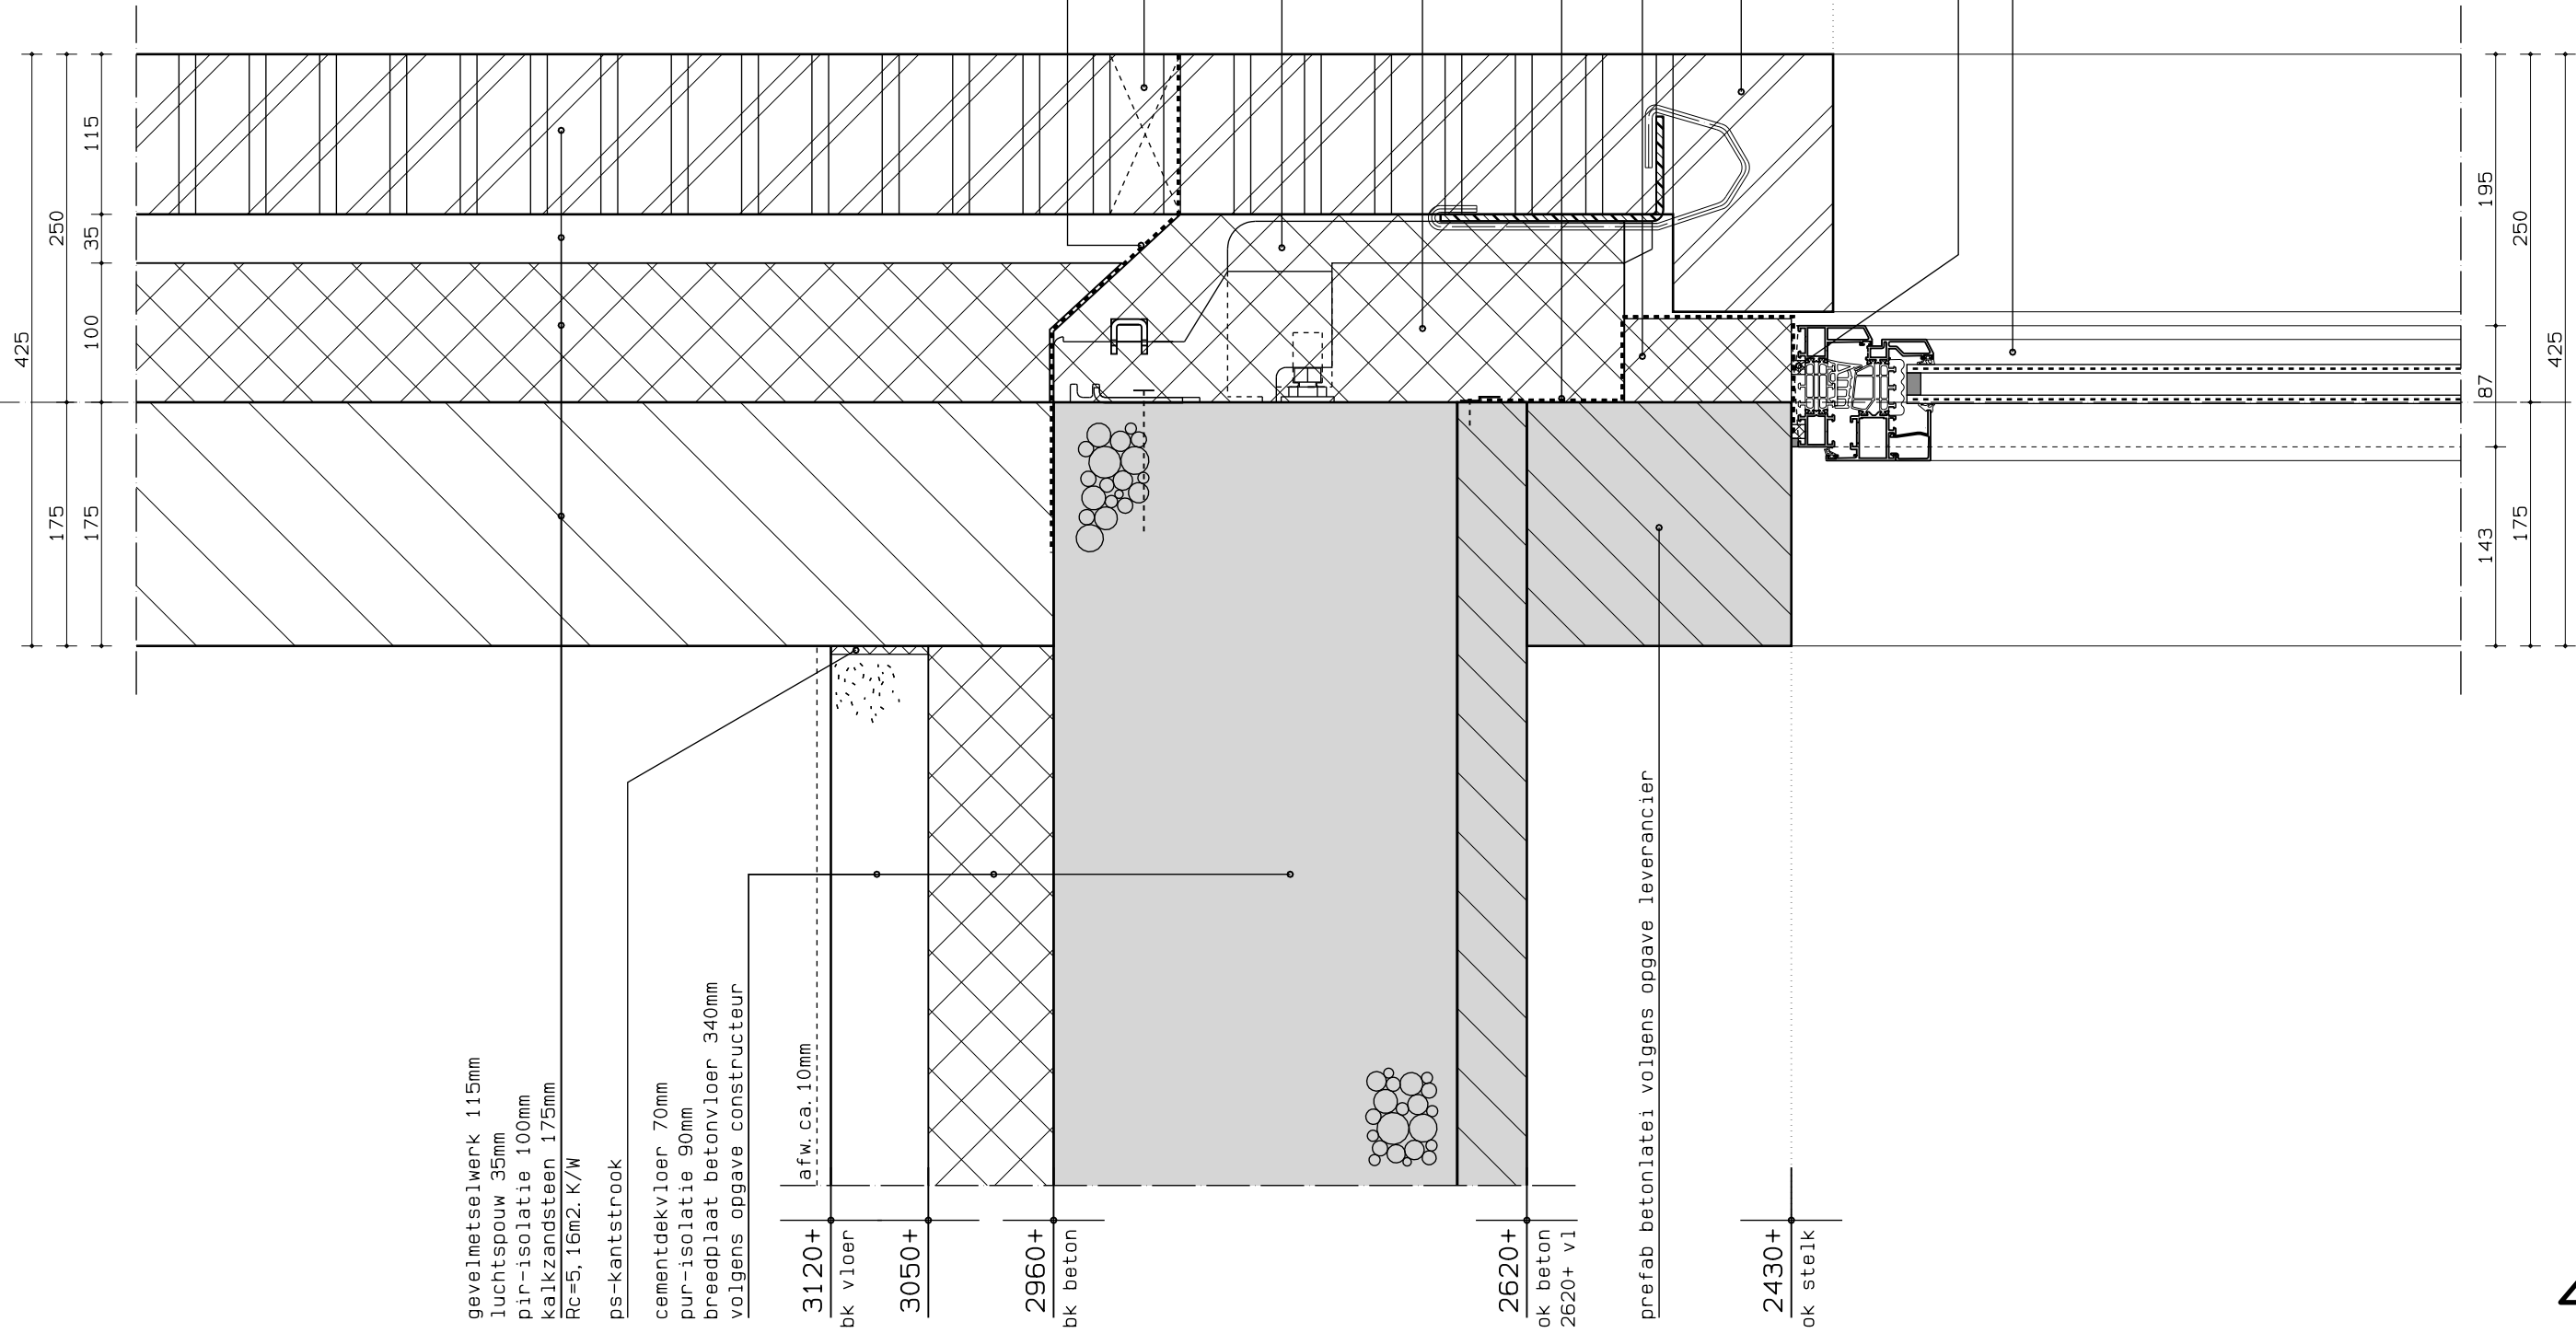 425
250
175
115
35
100
175
gevelmetselwerk 115mm
luchtspouw 35mm
pir-isolatie 100mm
kalkzandsteen 175mm
Rc=5,16m2.K/W
ps-kantstrook
cementdekvloer 70mm
pur-isolatie 90mm
breedplaat betonvloer 340mm
volgens opgave constructeur
afw. ca. 10mm
3120+
bk vloer
3050+
2960+
bk beton
2620+
ok beton
2620+ vl
prefab betonlatei volgens opgave leverancier
2430+
ok stelk
195
87
143
250
175
425